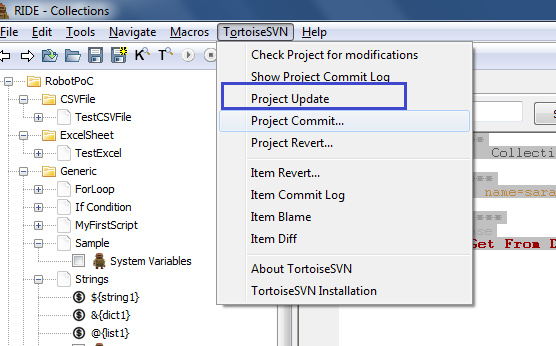 RIDE - Collections
File Edit Tools Navigate Macros TortoiseSVN Help
K T
RobotPoC
CSVFile
TestCSVFile
ExcelSheet
TestExcel
Generic
ForLoop
If Condition
MyFirstScript
Sample
System Variables
Strings
${string1}
&{dict1}
@{list1}
Check Project for modifications
Show Project Commit Log
Project Update
Project Commit...
Project Revert...
Item Revert...
Item Commit Log
Item Blame
Item Diff
About TortoiseSVN
TortoiseSVN Installation
S
***
Collecti
***
name=sara
***
se
Get From D